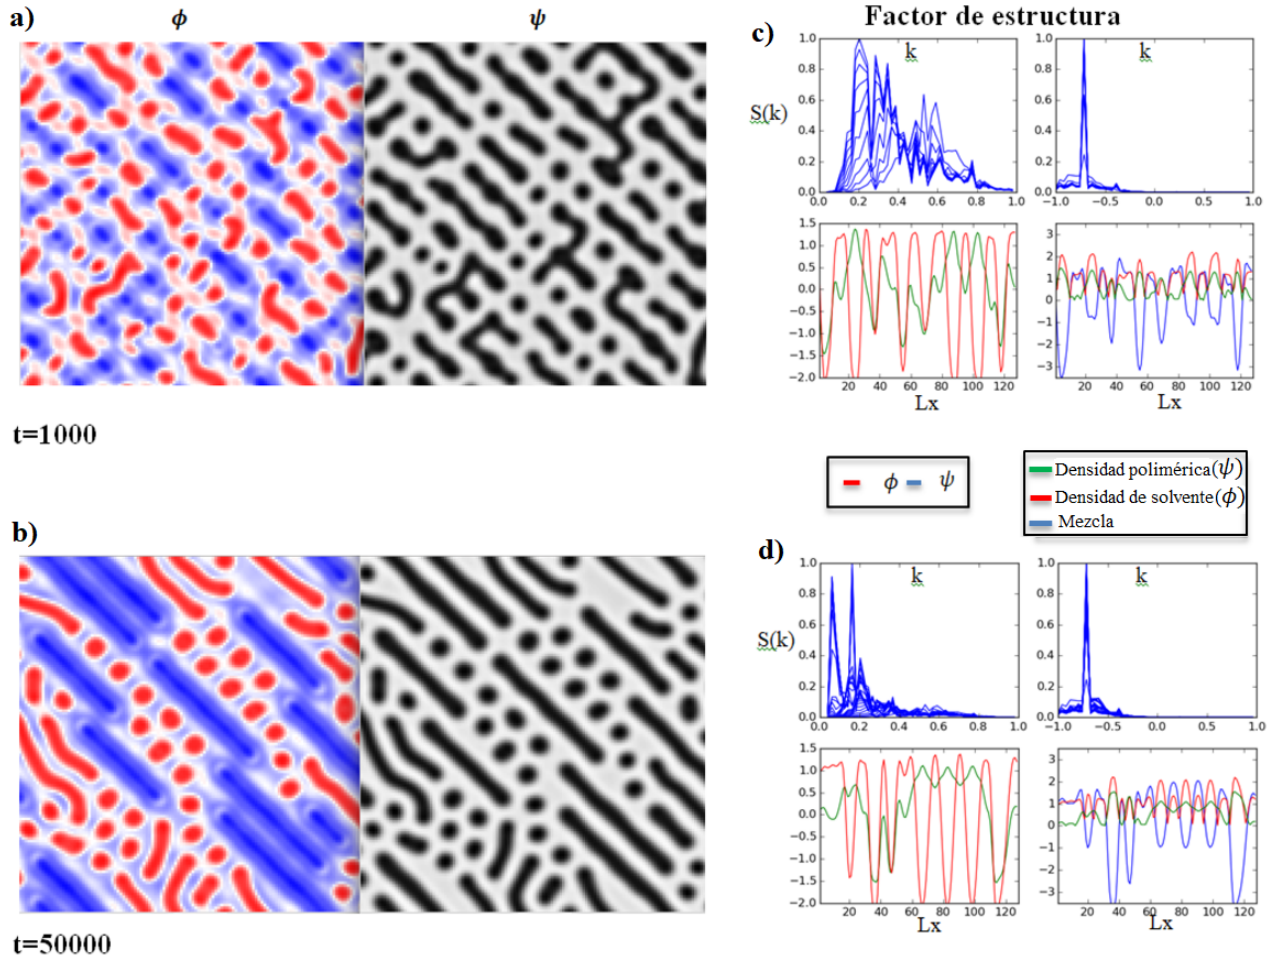 a)
ϕ
ψ
t=1000
b)
t=50000
Factor de estructura
c)
k
k
S(k)
1.0
0.8
0.6
0.4
0.2
0.0
0.0 0.2 0.4 0.6 0.8 1.0
1.0
0.8
0.6
0.4
0.2
0.0
−1.0 −0.5 0.0 0.5 1.0
1.5
1.0
0.5
0.0
−0.5
−1.0
−1.5
−2.0
20 40 60 80 100 120
Lx
3
2
1
0
−1
−2
−3
20 40 60 80 100 120
Lx
ϕ ψ
Densidad polimérica(ψ)
Densidad de solvente(ϕ)
Mezcla
d)
k
k
S(k)
1.0
0.8
0.6
0.4
0.2
0.0
0.0 0.2 0.4 0.6 0.8 1.0
1.0
0.8
0.6
0.4
0.2
0.0
−1.0 −0.5 0.0 0.5 1.0
1.5
1.0
0.5
0.0
−0.5
−1.0
−1.5
−2.0
20 40 60 80 100 120
Lx
3
2
1
0
−1
−2
−3
20 40 60 80 100 120
Lx